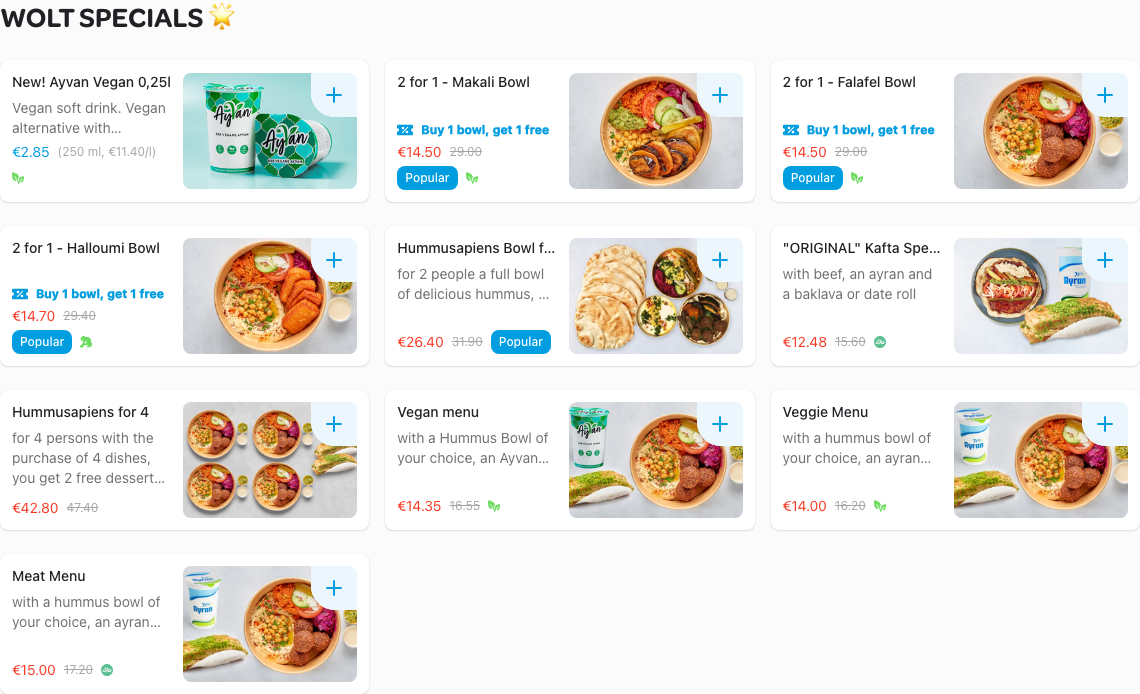 WOLT SPECIALS 🌟
New! Ayvan Vegan 0,25l
Vegan soft drink. Vegan
alternative with...
€2.85 (250 ml, €11.40/l)
Ayvan
Ayvan
2 for 1 - Makali Bowl
Buy 1 bowl, get 1 free
€14.50 29.00
Popular
2 for 1 - Falafel Bowl
Buy 1 bowl, get 1 free
€14.50 29.00
Popular
2 for 1 - Halloumi Bowl
Buy 1 bowl, get 1 free
€14.70 29.40
Popular
Hummusapiens Bowl f...
for 2 people a full bowl
of delicious hummus, ...
€26.40 31.90 Popular
"ORIGINAL" Kafta Spe...
with beef, an ayran and
a baklava or date roll
€12.48 15.60
Ayran
Hummusapiens for 4
for 4 persons with the
purchase of 4 dishes,
you get 2 free dessert...
€42.80 47.40
Vegan menu
with a Hummus Bowl of
your choice, an Ayvan...
€14.35 16.55
Ayvan
Veggie Menu
with a hummus bowl of
your choice, an ayran...
€14.00 16.20
Ayran
Meat Menu
with a hummus bowl of
your choice, an ayran...
€15.00 17.20
Ayran